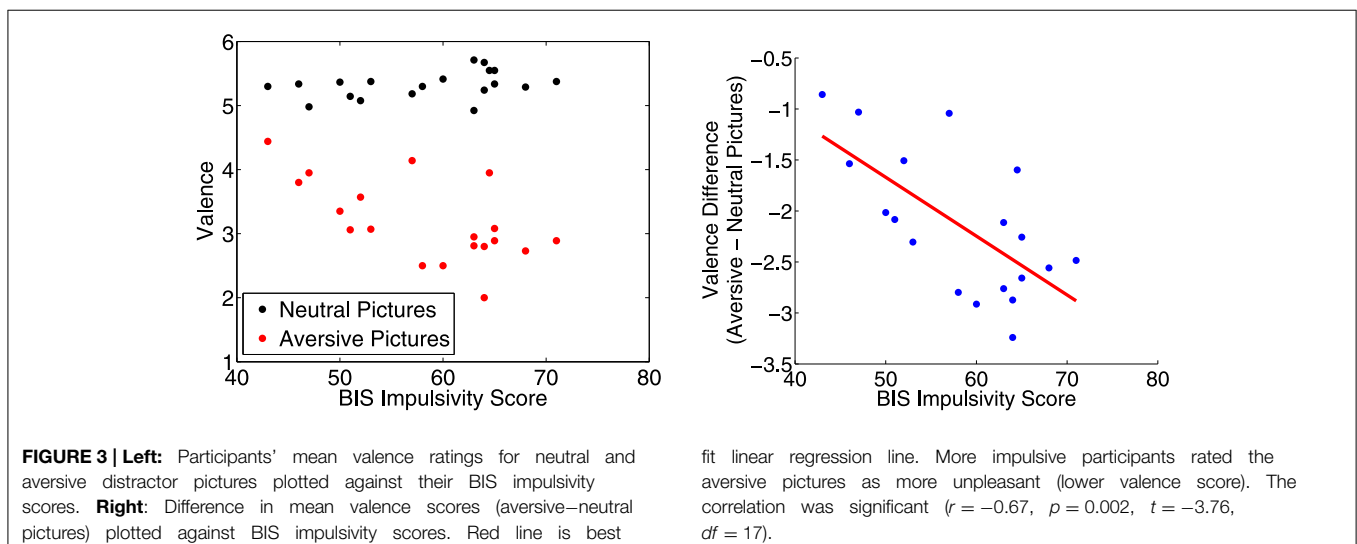 6
5
4
3
2
1
Valence
Neutral Pictures
Aversive Pictures
40 50 60 70 80
BIS Impulsivity Score
−0.5
−1
−1.5
−2
−2.5
−3
−3.5
Valence Difference
(Aversive − Neutral Pictures)
40 50 60 70 80
BIS Impulsivity Score
FIGURE 3 | Left: Participants' mean valence ratings for neutral and
aversive distractor pictures plotted against their BIS impulsivity
scores. Right: Difference in mean valence scores (aversive−neutral
pictures) plotted against BIS impulsivity scores. Red line is best
fit linear regression line. More impulsive participants rated the
aversive pictures as more unpleasant (lower valence score). The
correlation was significant (r = −0.67, p = 0.002, t = −3.76,
df = 17).